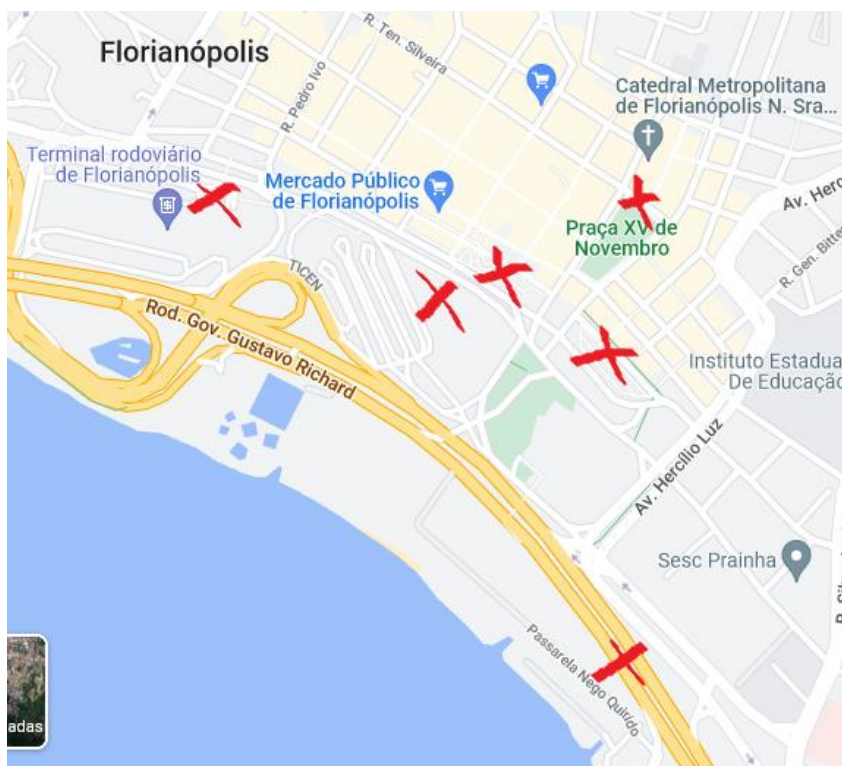 Florianópolis
R. Ten. Silveira
R. Pedro Ivo
Catedral Metropolitana
de Florianópolis N. Sra...
Terminal rodoviário
de Florianópolis
Mercado Público
de Florianópolis
Av. Herc
Praça XV de
Novembro
R. Gen. Bitte
TICEN
Rod. Gov. Gustavo Richard
Instituto Estadua
De Educação
Av. Hercílio Luz
Sesc Prainha
Passarela Nego Quirido
adas